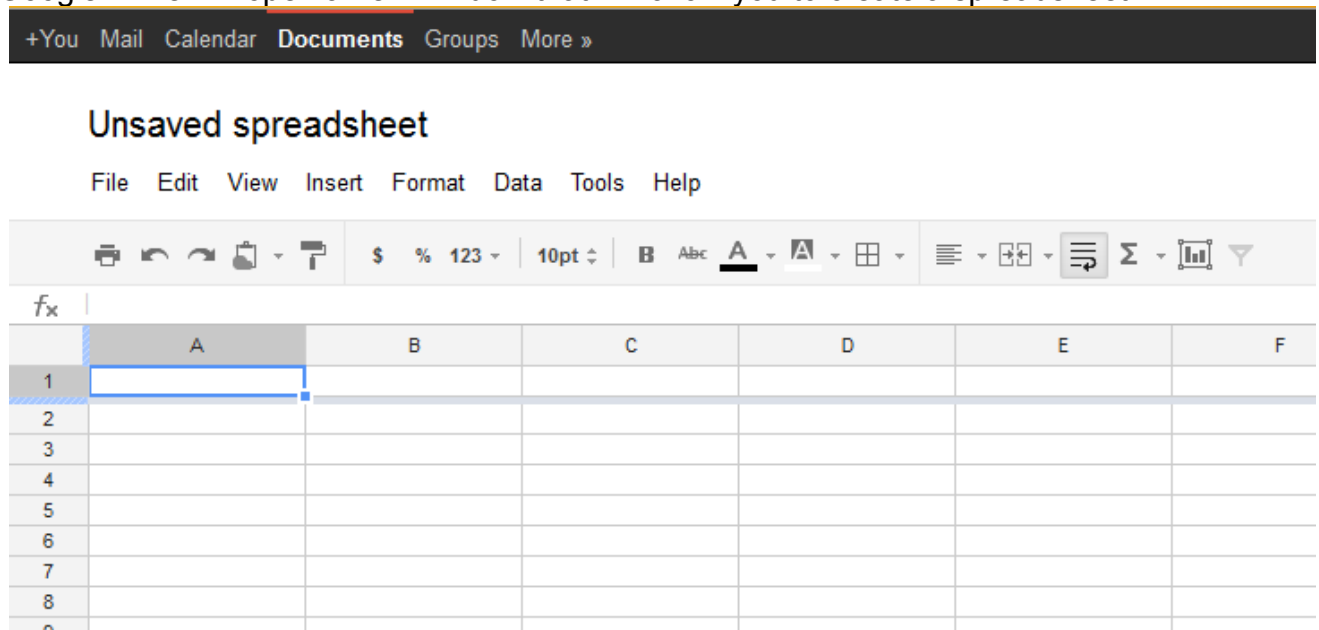 +You Mail Calendar Documents Groups More »
Unsaved spreadsheet
File Edit View Insert Format Data Tools Help
$ % 123 10pt B Abc A A Σ
fx
A B C D E F
1
2
3
4
5
6
7
8